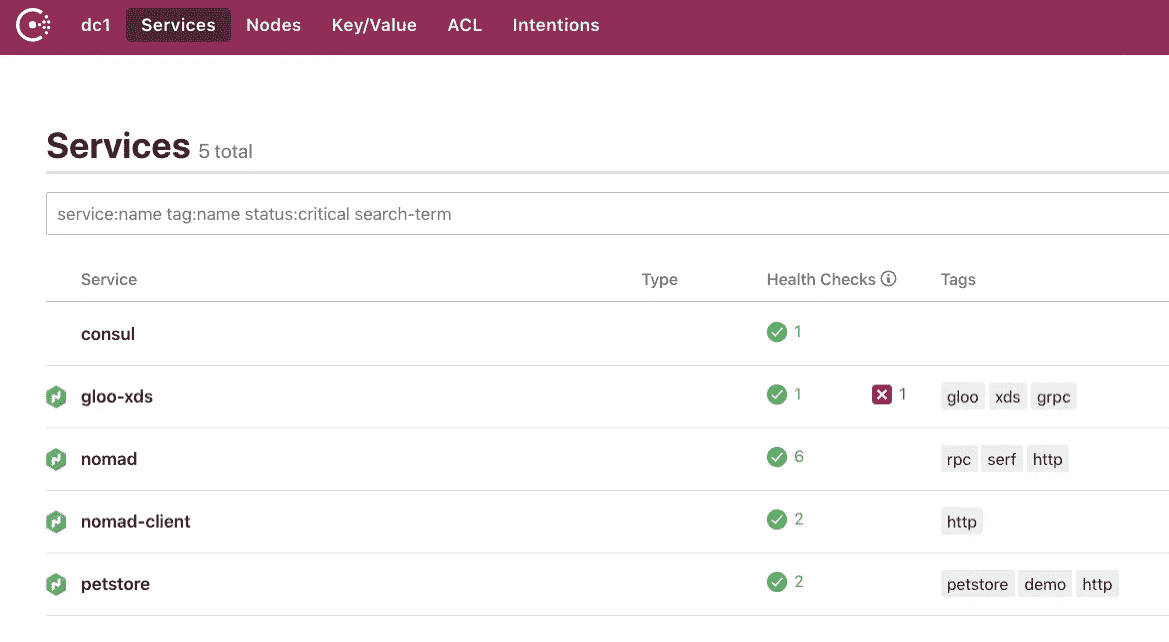 dc1 Services Nodes Key/Value ACL Intentions
Services 5 total
service:name tag:name status:critical search-term
Service Type Health Checks Tags
consul 1
gloo-xds 1 1 gloo xds grpc
nomad 6 rpc serf http
nomad-client 2 http
petstore 2 petstore demo http